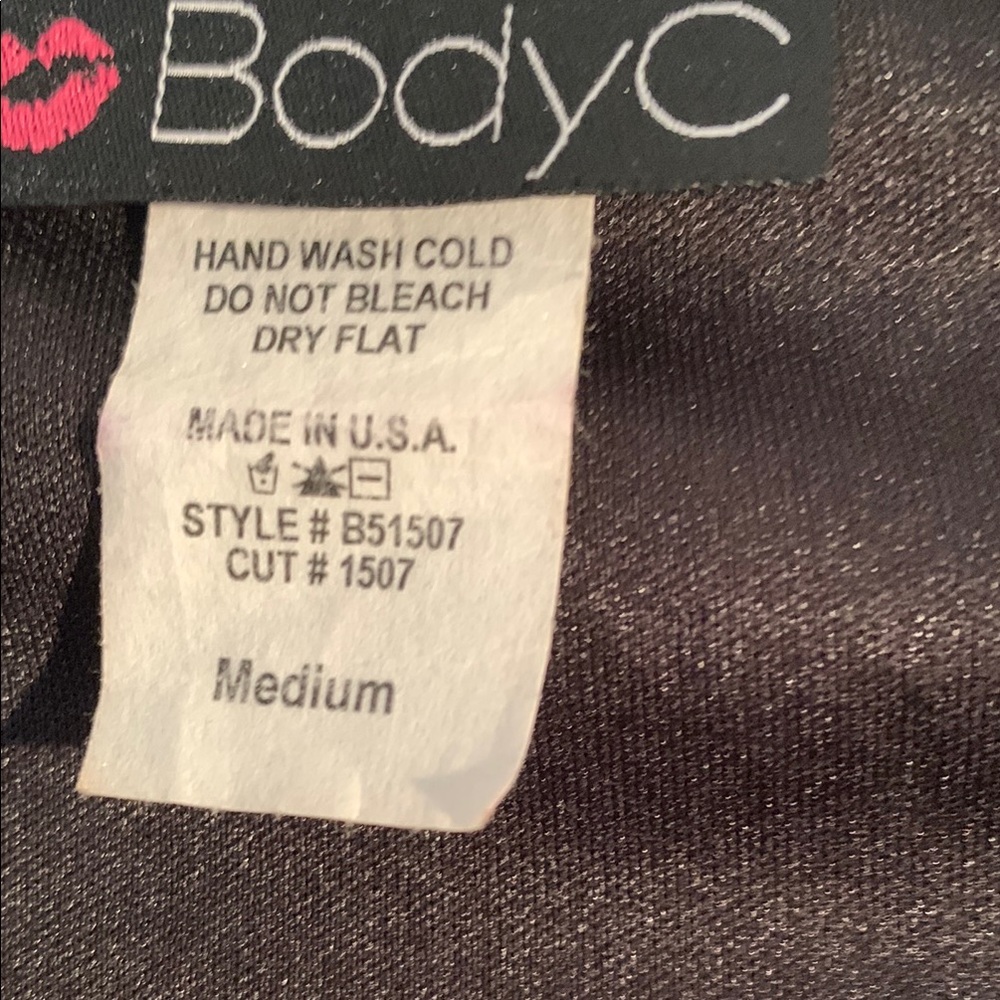 BodyC
HAND WASH COLD
DO NOT BLEACH
DRY FLAT
MADE IN U.S.A.
STYLE # B51507
CUT # 1507
Medium